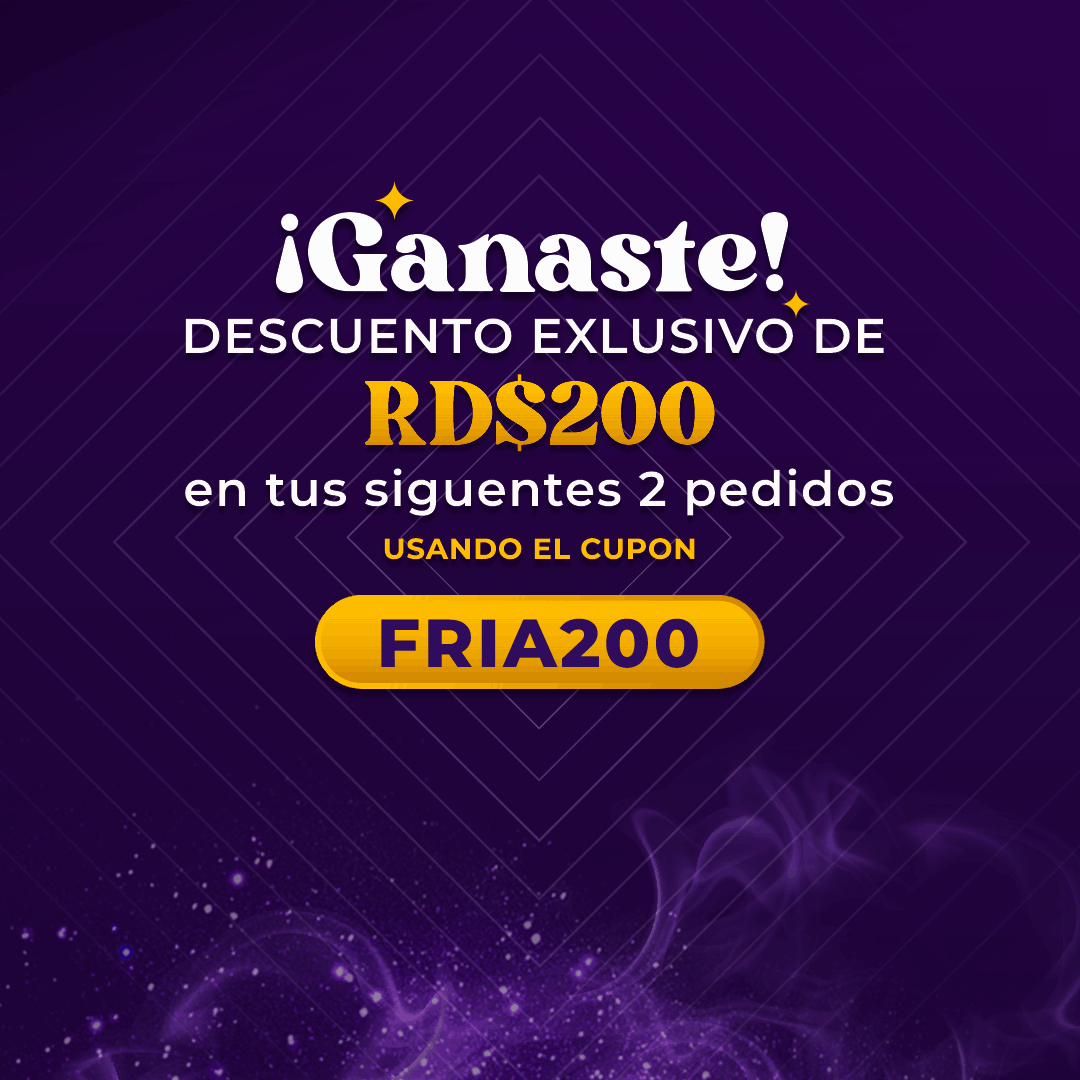 ¡Ganaste!
DESCUENTO EXLUSIVO DE
RD$200
en tus siguentes 2 pedidos
USANDO EL CUPON
FRIA200